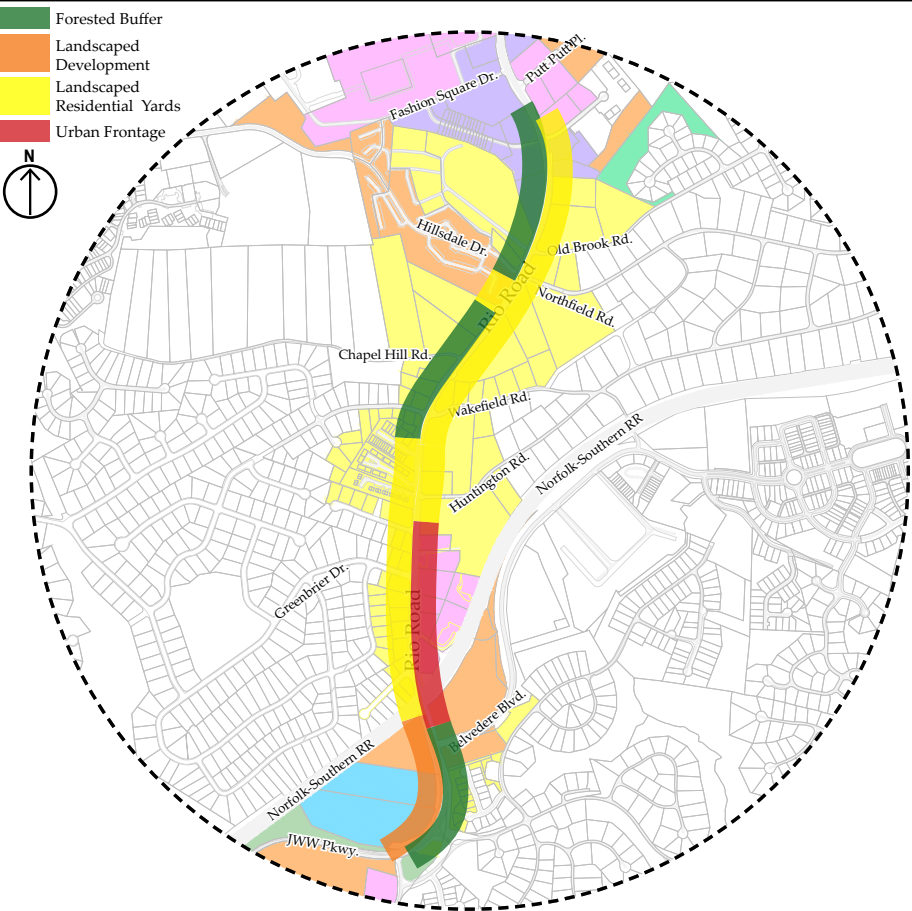 Forested Buffer
Landscaped
Development
Landscaped
Residential Yards
Urban Frontage
N
Putt Putt Pl.
Fashion Square Dr.
Hillsdale Dr.
Old Brook Rd.
Rio Road
Northfield Rd.
Chapel Hill Rd.
Wakefield Rd.
Norfolk-Southern RR
Huntington Rd.
Greenbrier Dr.
Rio Road
Belvedere Blvd.
Norfolk-Southern RR
JWW Pkwy.